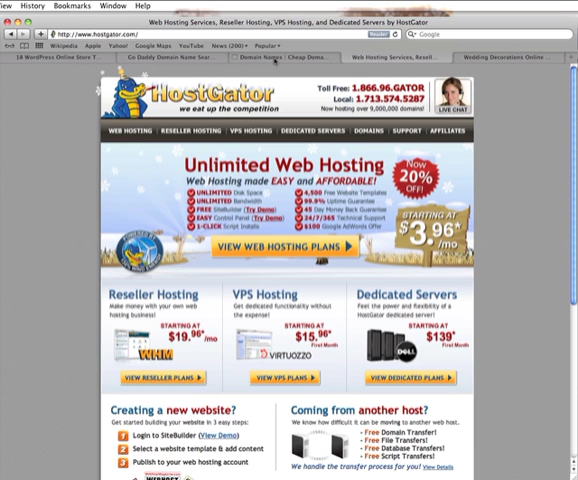 View History Bookmarks Window Help
Web Hosting Services, Reseller Hosting, VPS Hosting, and Dedicated Servers by HostGator
http://www.hostgator.com/ Reader Google
Wikipedia Apple Yahoo! Google Maps YouTube News (200) Popular
18 WordPress Online Store T... Go Daddy Domain Name Sear... Domain Names | Cheap Doma... Web Hosting Services, Resell... Wedding Decorations Online ...
HostGator
we eat up the competition
Toll Free: 1.866.96.GATOR
Local: 1.713.574.5287
Now hosting over 9,000,000 domains!
LIVE CHAT
WEB HOSTING | RESELLER HOSTING | VPS HOSTING | DEDICATED SERVERS | DOMAINS | SUPPORT | AFFILIATES
Unlimited Web Hosting
Web Hosting made EASY and AFFORDABLE!
Now 20% OFF!
UNLIMITED Disk Space
UNLIMITED Bandwidth
FREE SiteBuilder (Try Demo)
EASY Control Panel (Try Demo)
1-CLICK Script Installs
4,500 Free Website Templates
99.9% Uptime Guarantee
45 Day Money Back Guarantee
24/7/365 Technical Support
$100 Google AdWords Offer
STARTING AT
$3.96*/mo
VIEW WEB HOSTING PLANS
Reseller Hosting
Make money with your own web
hosting business!
STARTING AT
$19.96*/mo
WHM
VIEW RESELLER PLANS
VPS Hosting
Get dedicated functionality without
the expense!
STARTING AT
$15.96*
First Month
VIRTUOZZO
VIEW VPS PLANS
Dedicated Servers
Feel the power and flexibility of a
HostGator dedicated server!
STARTING AT
$139*
First Month
DELL
VIEW DEDICATED PLANS
Creating a new website?
Get started building your website in 3 easy steps:
1 Login to SiteBuilder (View Demo)
2 Select a website template & add content
3 Publish to your web hosting account
Coming from another host?
We know how difficult it can be moving to another web host.
- Free Domain Transfer!
- Free File Transfers!
- Free Database Transfers!
- Free Script Transfers!
We handle the transfer process for you! View Details